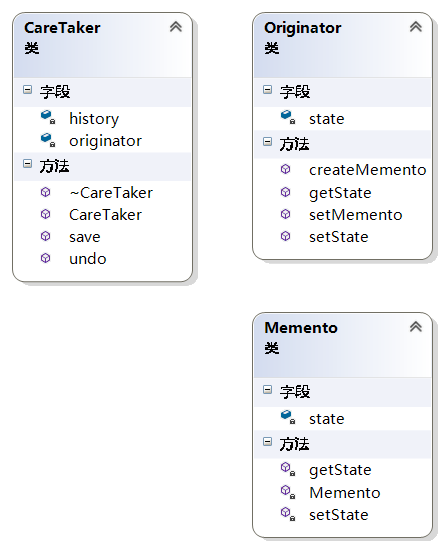 CareTaker
类
字段
history
originator
方法
~CareTaker
CareTaker
save
undo
Originator
类
字段
state
方法
createMemento
getState
setMemento
setState
Memento
类
字段
state
方法
getState
Memento
setState